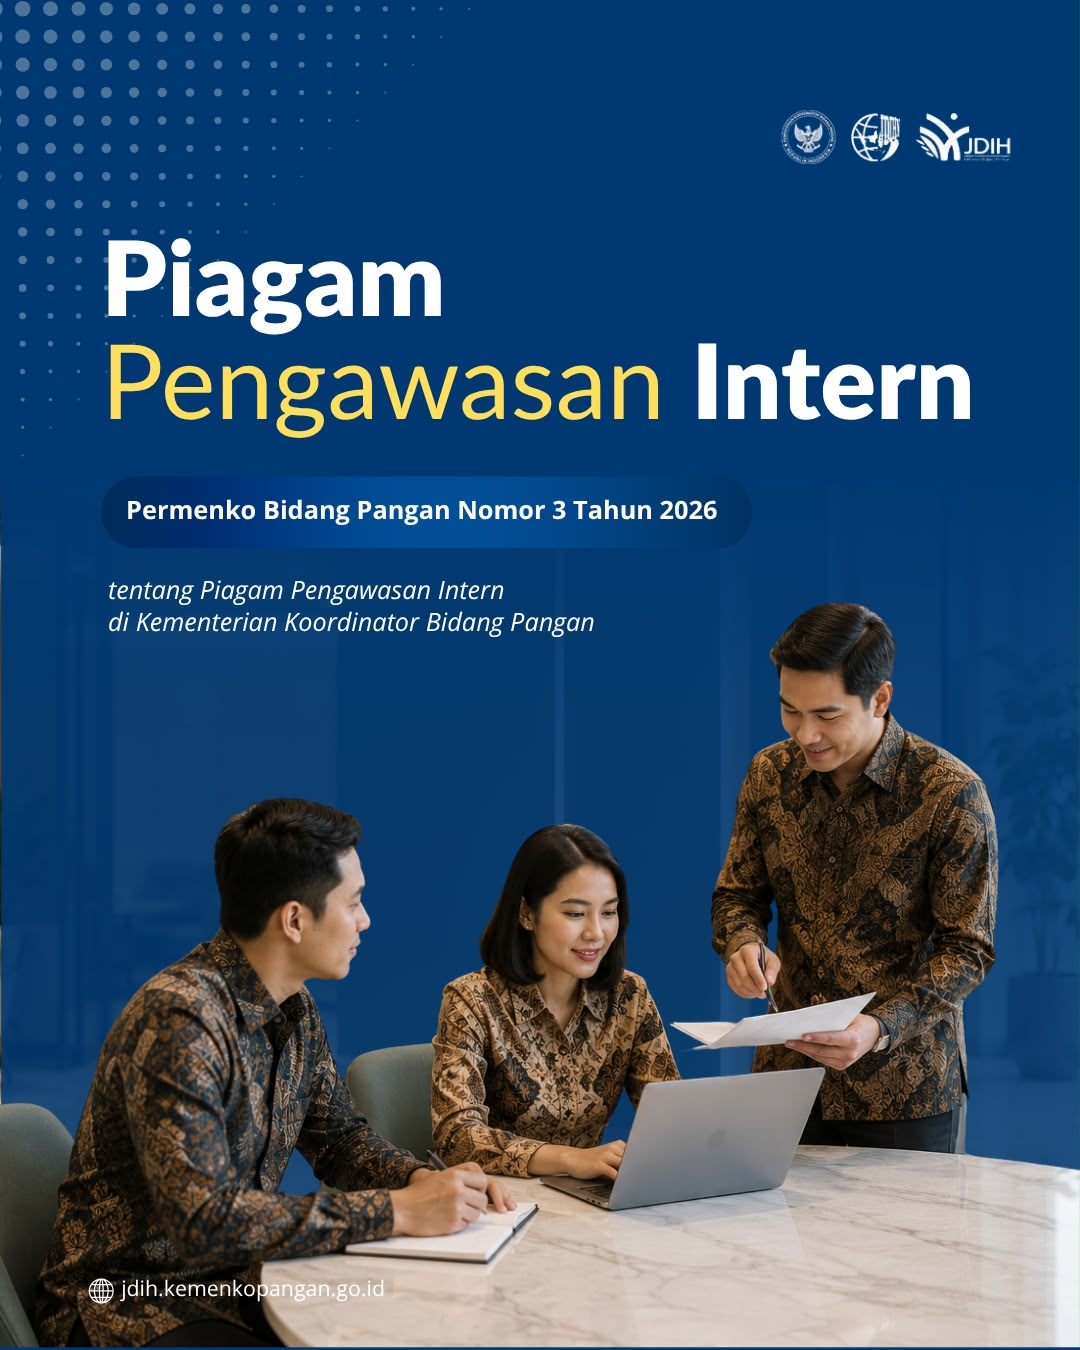 JDIH
Piagam
Pengawasan Intern
Permenko Bidang Pangan Nomor 3 Tahun 2026
tentang Piagam Pengawasan Intern
di Kementerian Koordinator Bidang Pangan
jdih.kemenkopangan.go.id